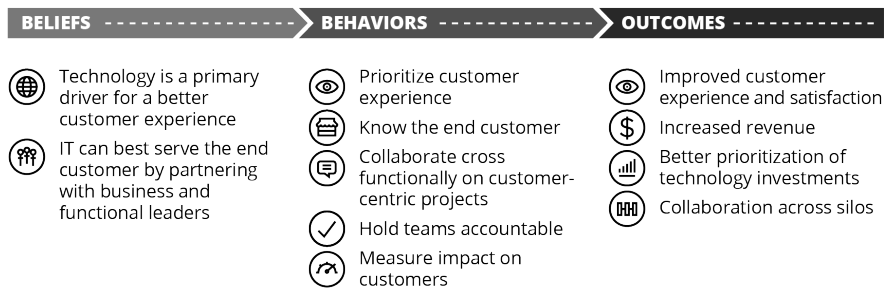 BELIEFS
Technology is a primary
driver for a better
customer experience
IT can best serve the end
customer by partnering
with business and
functional leaders
BEHAVIORS
Prioritize customer
experience
Know the end customer
Collaborate cross
functionally on customer-
centric projects
Hold teams accountable
Measure impact on
customers
OUTCOMES
Improved customer
experience and satisfaction
Increased revenue
Better prioritization of
technology investments
Collaboration across silos